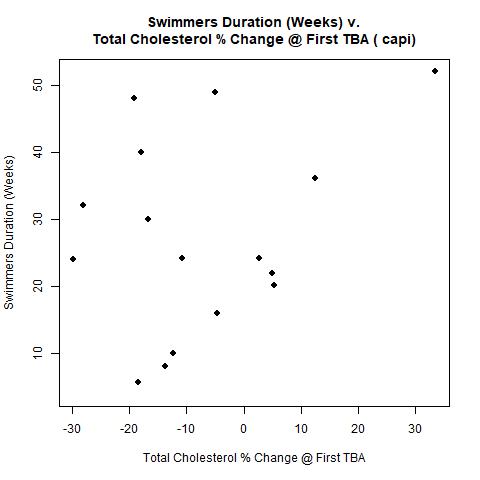 Swimmers Duration (Weeks) v.
Total Cholesterol % Change @ First TBA ( capi)
Swimmers Duration (Weeks)
50
40
30
20
10
-30 -20 -10 0 10 20 30
Total Cholesterol % Change @ First TBA